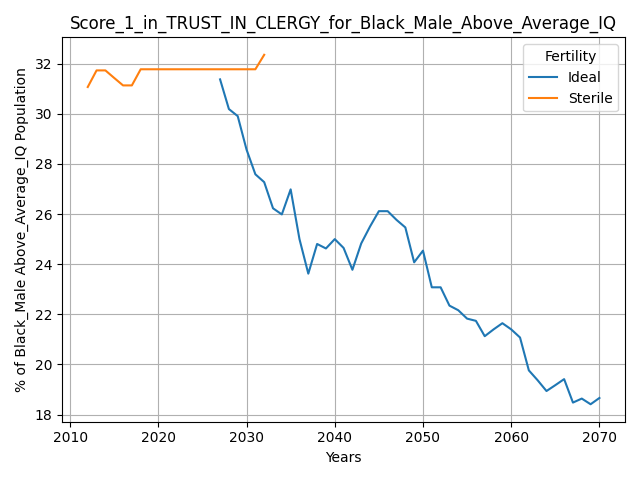 Score_1_in_TRUST_IN_CLERGY_for_Black_Male_Above_Average_IQ
% of Black_Male Above_Average_IQ Population
32
30
28
26
24
22
20
18
Fertility
Ideal
Sterile
2010 2020 2030 2040 2050 2060 2070
Years